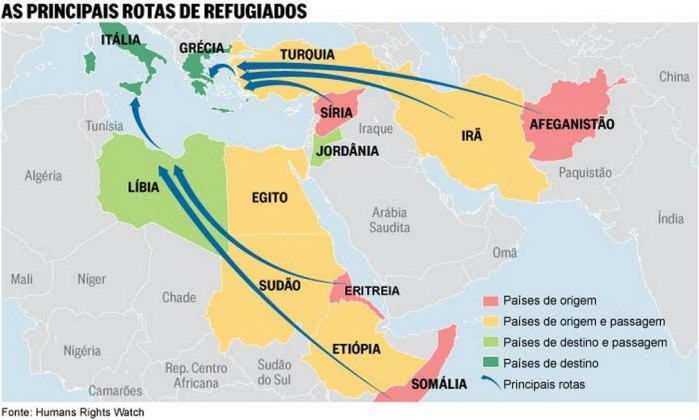 AS PRINCIPAIS ROTAS DE REFUGIADOS
ITÁLIA
GRÉCIA
TURQUIA
China
SÍRIA
AFEGANISTÃO
Tunísia
Iraque
IRÃ
JORDÂNIA
Argélia
Paquistão
LÍBIA
EGITO
Arábia
Saudita
Índia
Omã
Mali
Níger
Chade
SUDÃO
ERITREIA
Países de origem
Países de origem e passagem
Países de destino e passagem
Países de destino
Principais rotas
Nigéria
ETIÓPIA
Rep. Centro
Africana
Sudão
do Sul
SOMÁLIA
Camarões
Fonte: Humans Rights Watch